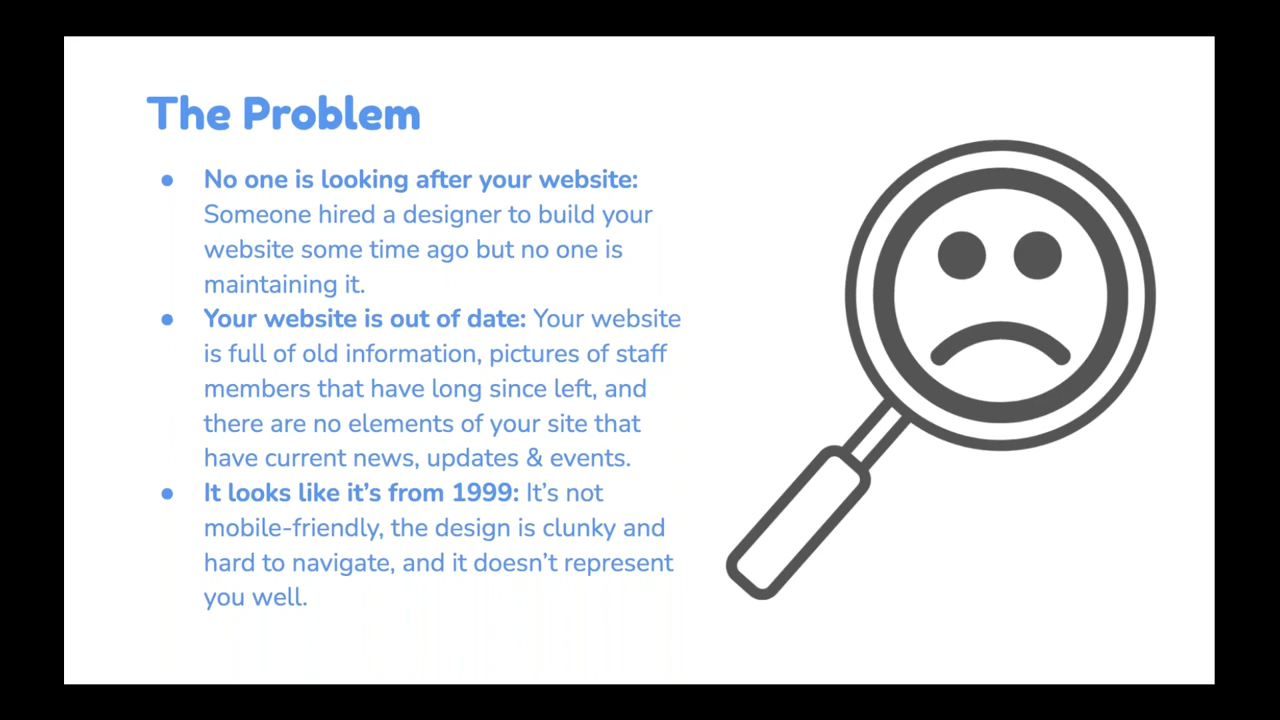 The Problem
● No one is looking after your website:
Someone hired a designer to build your
website some time ago but no one is
maintaining it.
● Your website is out of date: Your website
is full of old information, pictures of staff
members that have long since left, and
there are no elements of your site that
have current news, updates & events.
● It looks like it’s from 1999: It’s not
mobile-friendly, the design is clunky and
hard to navigate, and it doesn’t represent
you well.